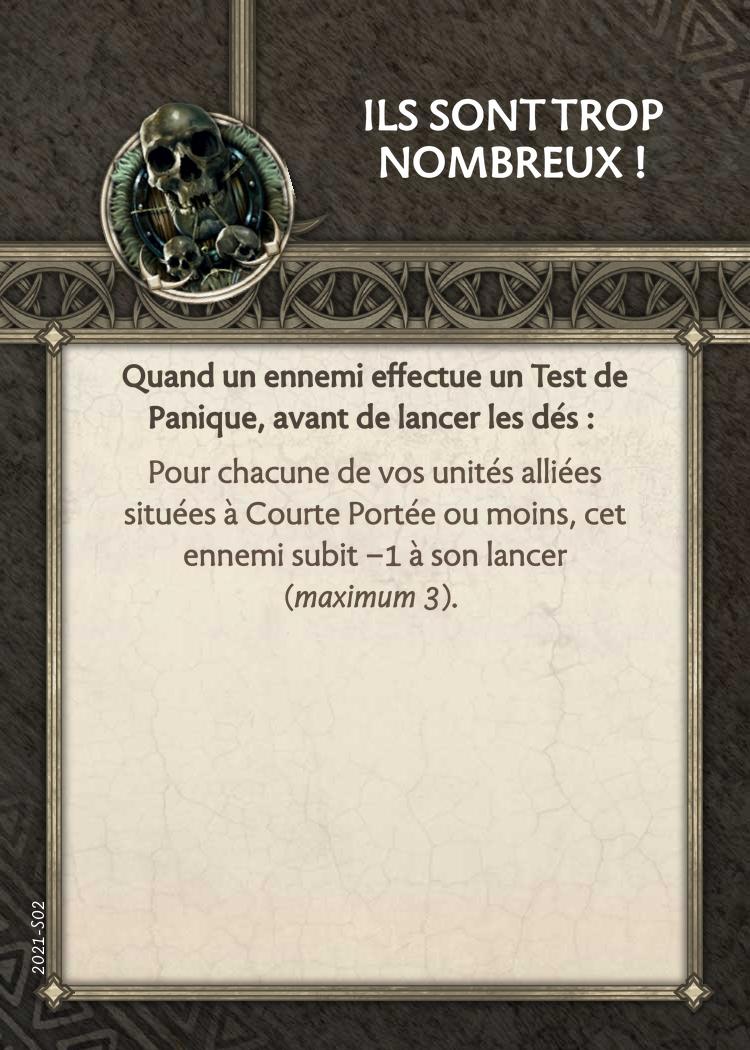 ILS SONT TROP
NOMBREUX !
Quand un ennemi effectue un Test de
Panique, avant de lancer les dés :
Pour chacune de vos unités alliées
situées à Courte Portée ou moins, cet
ennemi subit –1 à son lancer
(maximum 3).
2021-S02